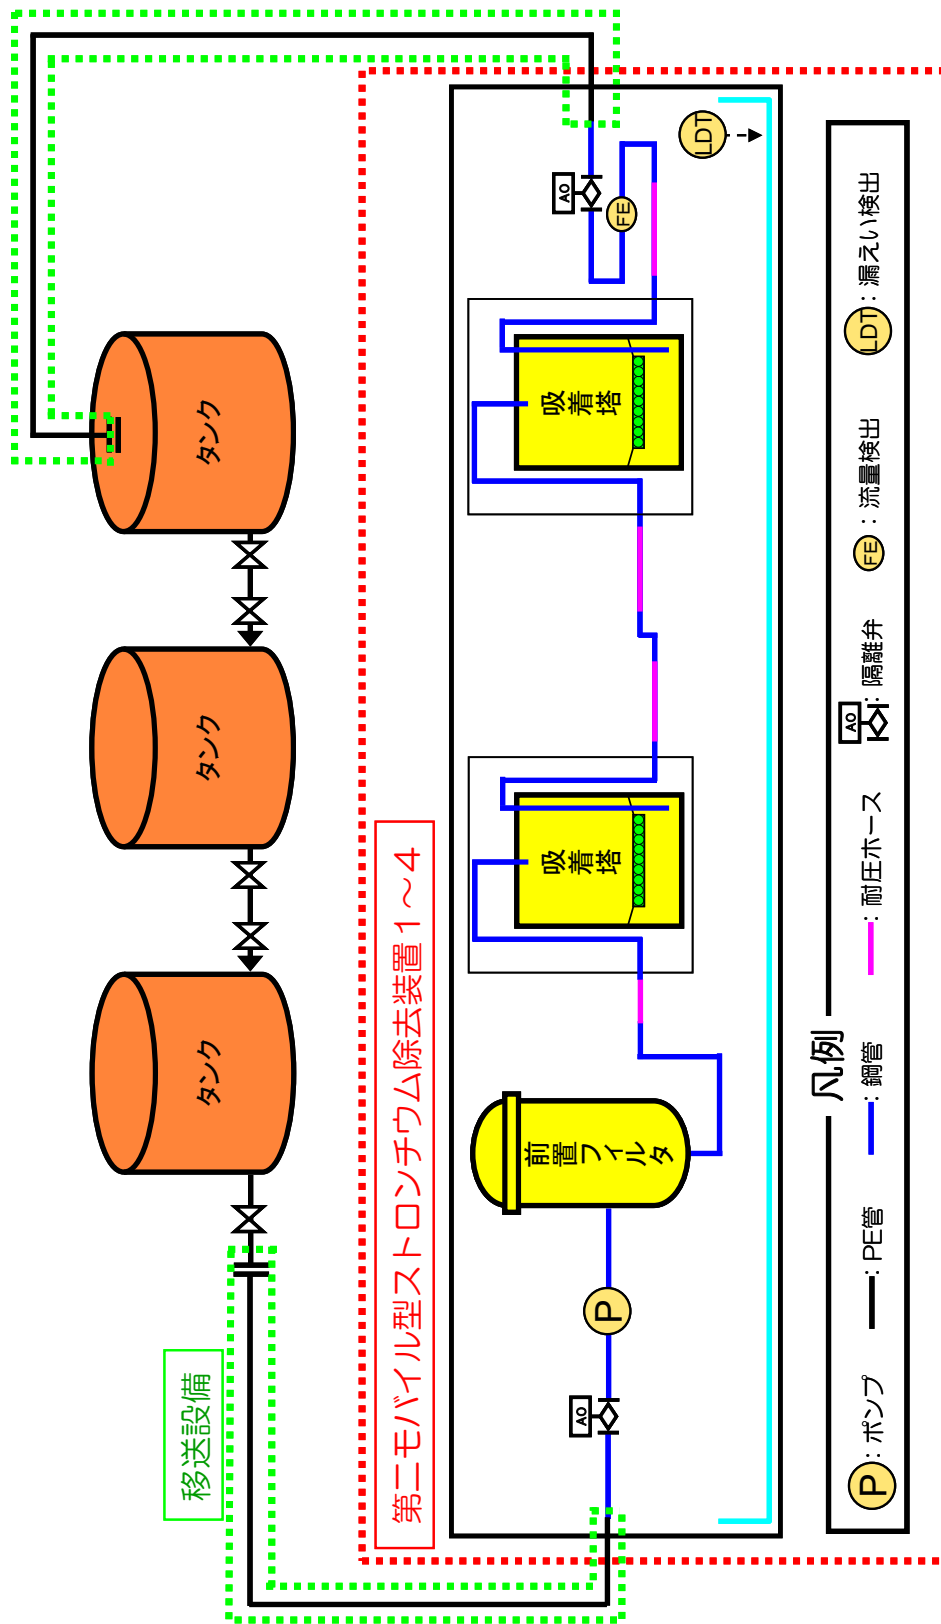 移送設備
タンク
タンク
タンク
第二モバイル型ストロンチウム除去装置１～４
AO
P
前置フィルタ
吸着塔
吸着塔
AO
FE
LDT
凡例
P：ポンプ
：PE管
：鋼管
：耐圧ホース
AO：隔離弁
FE：流量検出
LDT：漏えい検出